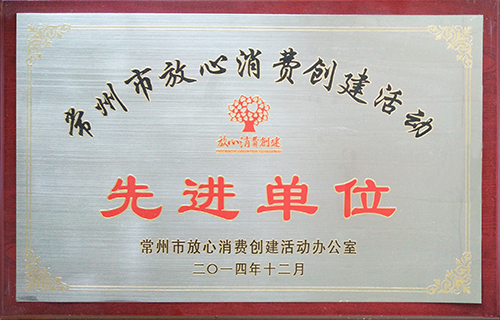 常州市放心消费创建活动
放心消费创建
先进单位
常州市放心消费创建活动办公室
二〇一四年十二月